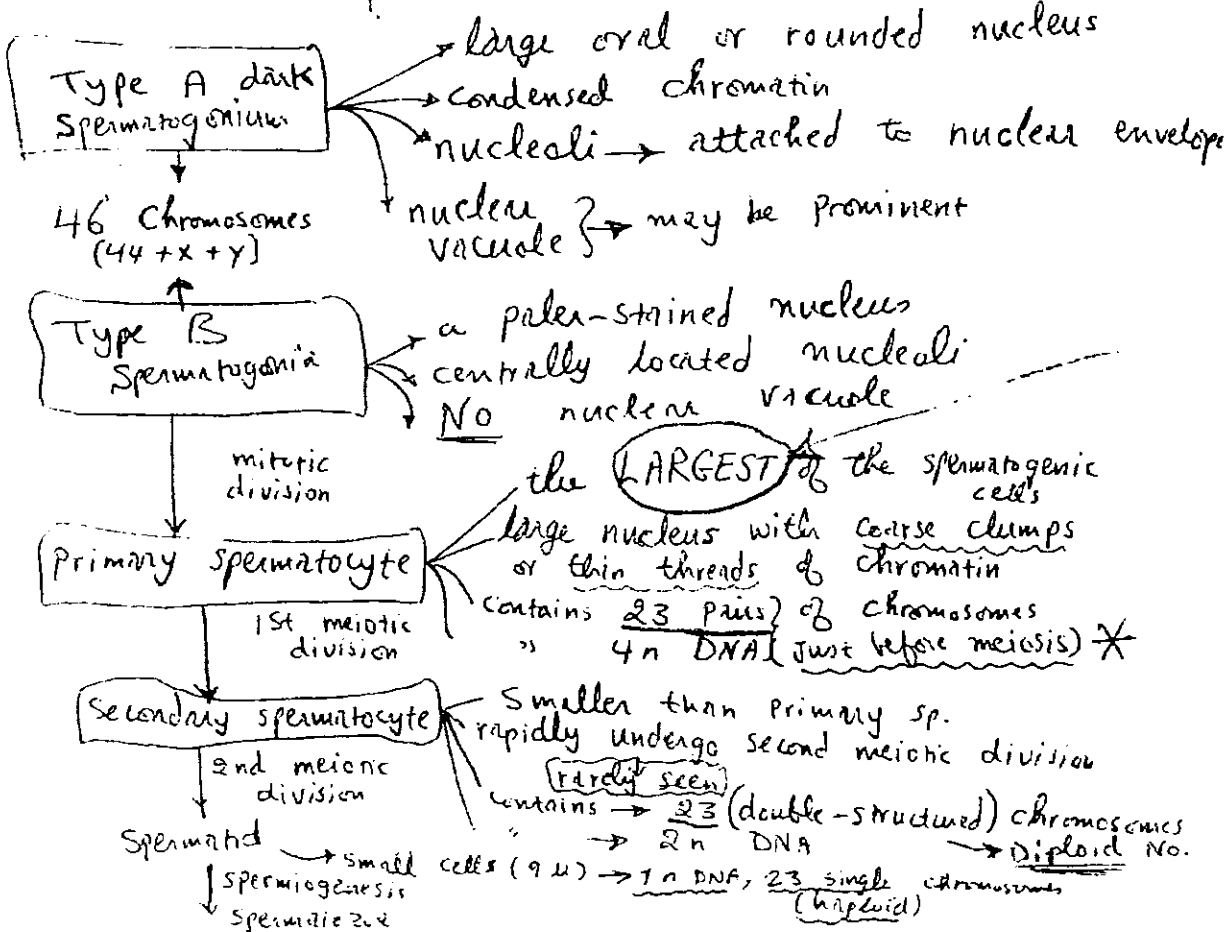 Type A dark
Spermatogonium
large oval or rounded nucleus
condensed chromatin
nucleoli → attached to nuclear envelope
nuclear
vacuole } → may be prominent
46 Chromosomes
(44 + X + Y)
Type B
Spermatogonia
a paler-stained nucleus
centrally located nucleoli
NO nuclear vacuole
mitotic
division
the LARGEST of the spermatogenic
cells
Primary spermatocyte
large nucleus with coarse clumps
or thin threads of chromatin
contains 23 pairs } of chromosomes
" 4n DNA ( just before meiosis) *
1st meiotic
division
Secondary spermatocyte
Smaller than Primary sp.
rapidly undergo second meiotic division
rarely seen
contains → 23 (double-structured) chromosomes
" → 2n DNA → Diploid No.
2nd meiotic
division
Spermatid
→ small cells (9 µ) → 1n DNA, 23 single chromosomes
(haploid)
spermiogenesis